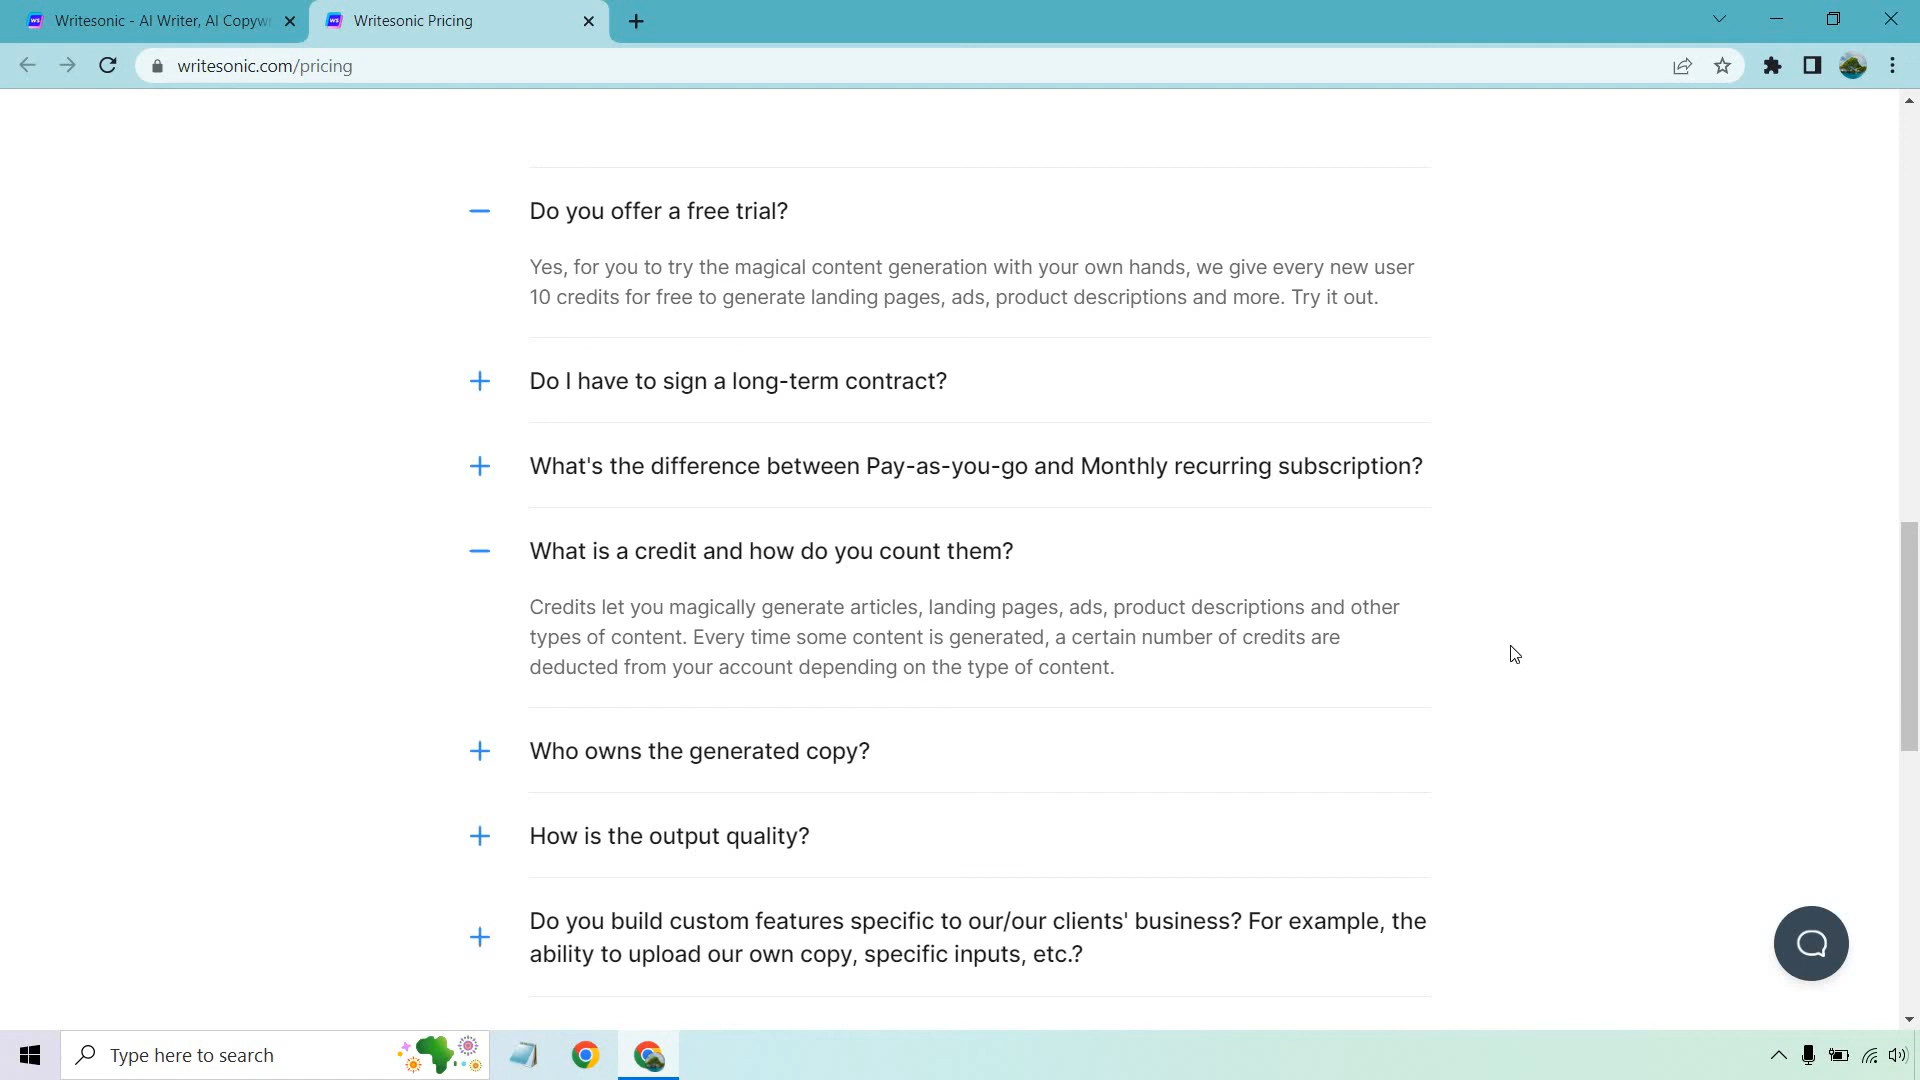 Writesonic - AI Writer, AI Copyw
Writesonic Pricing
writesonic.com/pricing
Do you offer a free trial?
Yes, for you to try the magical content generation with your own hands, we give every new user
10 credits for free to generate landing pages, ads, product descriptions and more. Try it out.
Do I have to sign a long-term contract?
What's the difference between Pay-as-you-go and Monthly recurring subscription?
What is a credit and how do you count them?
Credits let you magically generate articles, landing pages, ads, product descriptions and other
types of content. Every time some content is generated, a certain number of credits are
deducted from your account depending on the type of content.
Who owns the generated copy?
How is the output quality?
Do you build custom features specific to our/our clients' business? For example, the
ability to upload our own copy, specific inputs, etc.?
Type here to search